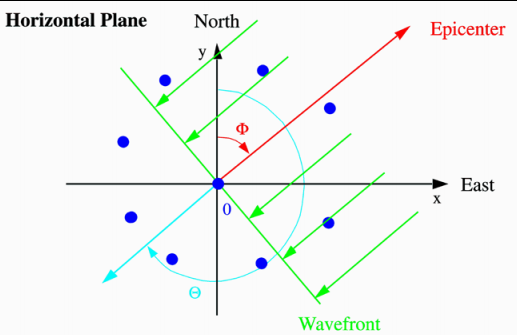 Horizontal Plane
North
Epicenter
y
Φ
East
x
0
Θ
Wavefront